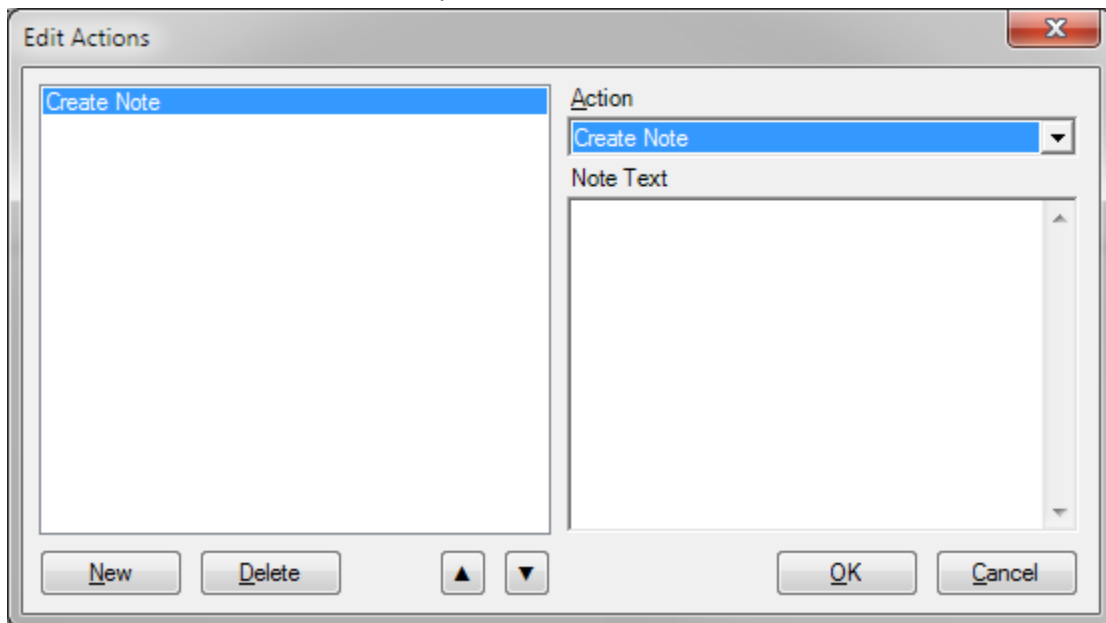 Edit Actions
Create Note
Action
Create Note
Note Text
New
Delete
OK
Cancel